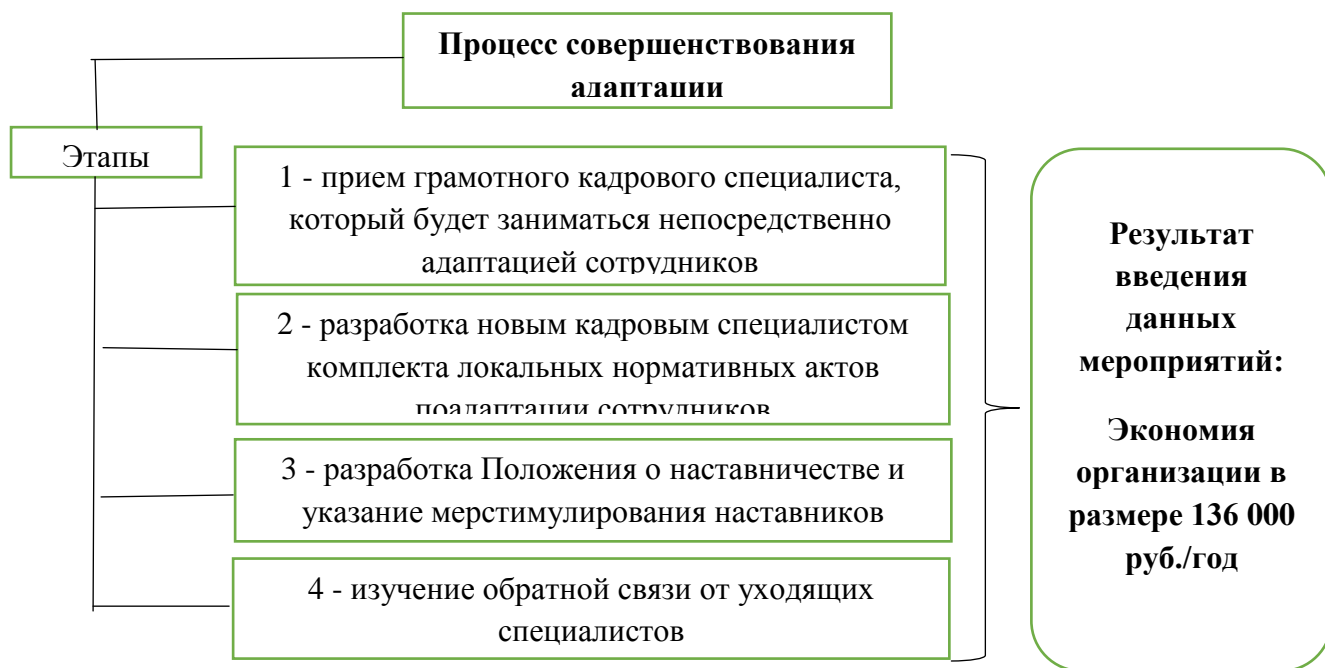 Процесс совершенствования
адаптации
Этапы
1 - прием грамотного кадрового специалиста,
который будет заниматься непосредственно
адаптацией сотрудников
2 - разработка новым кадровым специалистом
комплекта локальных нормативных актов
поадаптации сотрудников
3 - разработка Положения о наставничестве и
указание мерстимулирования наставников
4 - изучение обратной связи от уходящих
специалистов
Результат
введения
данных
мероприятий:
Экономия
организации в
размере 136 000
руб./год